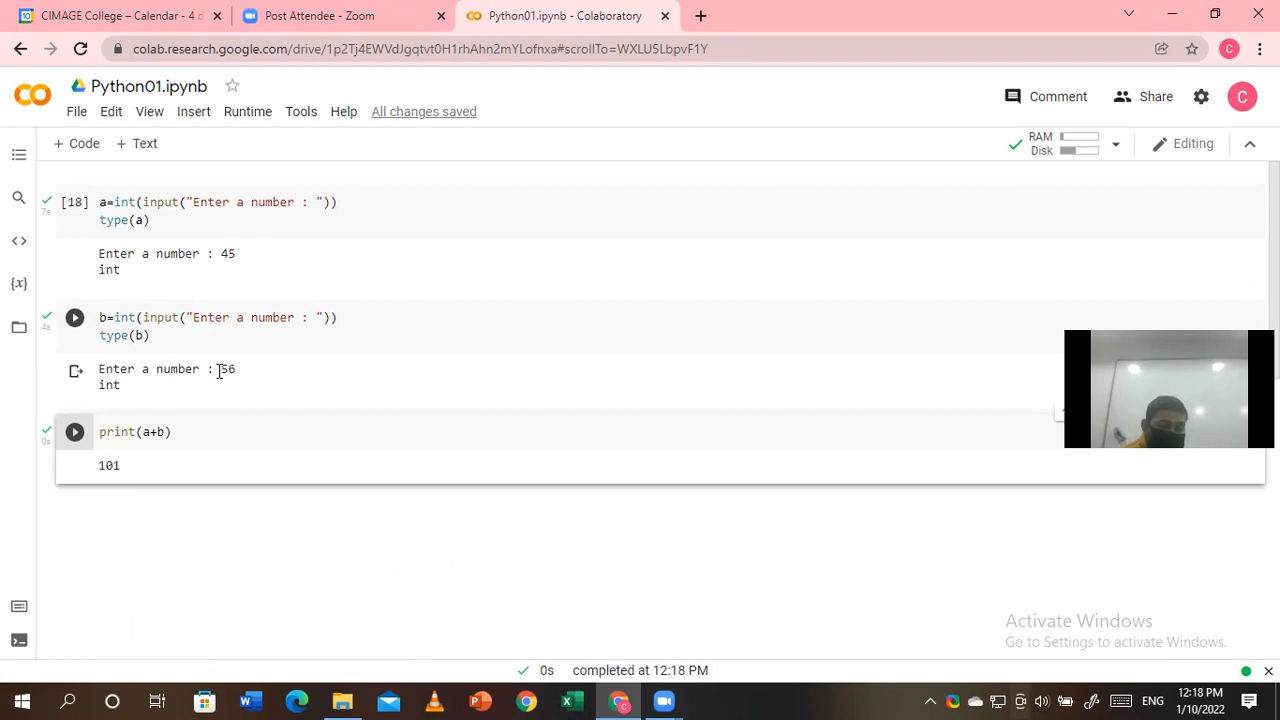 CIMAGE College – Calendar - 4 d
Post Attendee - Zoom
Python01.ipynb - Colaboratory
colab.research.google.com/drive/1p2Tj4EWVdJgqtvt0H1rhAhn2mYLofnxa#scrollTo=WXLU5LbpvF1Y
C
Python01.ipynb
Comment
Share
C
File Edit View Insert Runtime Tools Help All changes saved
+ Code + Text
RAM
Disk
Editing
[18] a=int(input("Enter a number : "))
7s
type(a)
Enter a number : 45
int
b=int(input("Enter a number : "))
4s
type(b)
Enter a number : 56
int
print(a+b)
0s
101
{x}
Activate Windows
Go to Settings to activate Windows.
0s completed at 12:18 PM
ENG
12:18 PM
1/10/2022